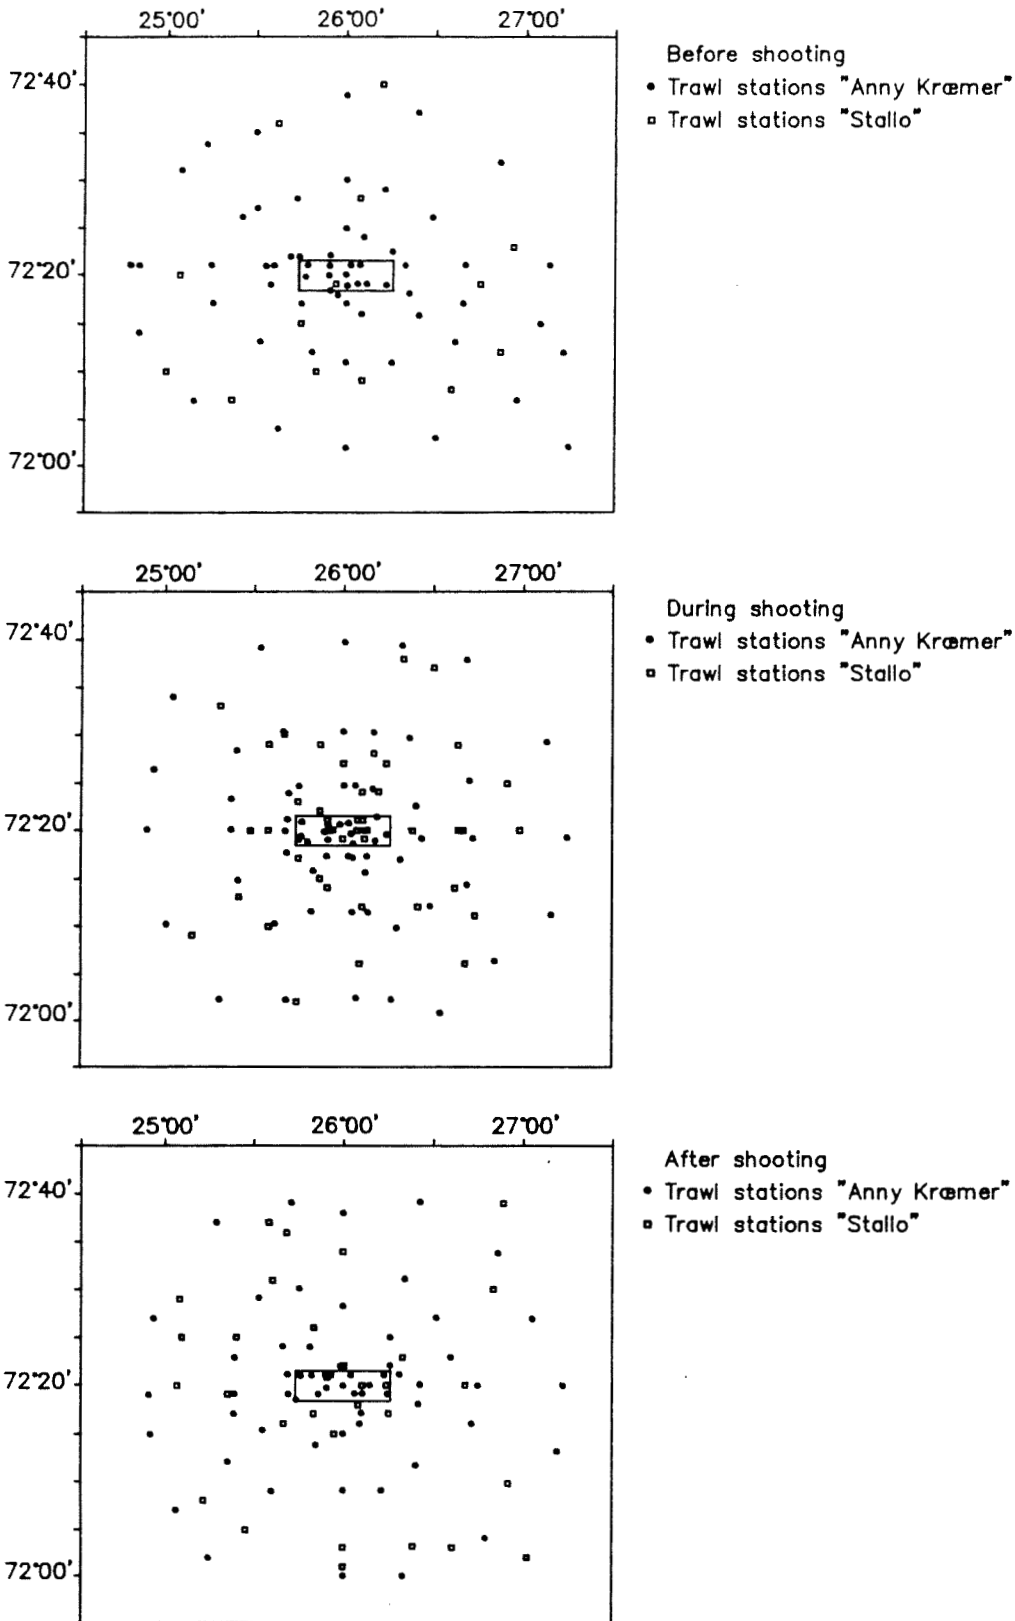 25°00' 26°00' 27°00'
72°40'
72°20'
72°00'
Before shooting
Trawl stations "Anny Kræmer"
Trawl stations "Stallo"
25°00' 26°00' 27°00'
72°40'
72°20'
72°00'
During shooting
Trawl stations "Anny Kræmer"
Trawl stations "Stallo"
25°00' 26°00' 27°00'
72°40'
72°20'
72°00'
After shooting
Trawl stations "Anny Kræmer"
Trawl stations "Stallo"